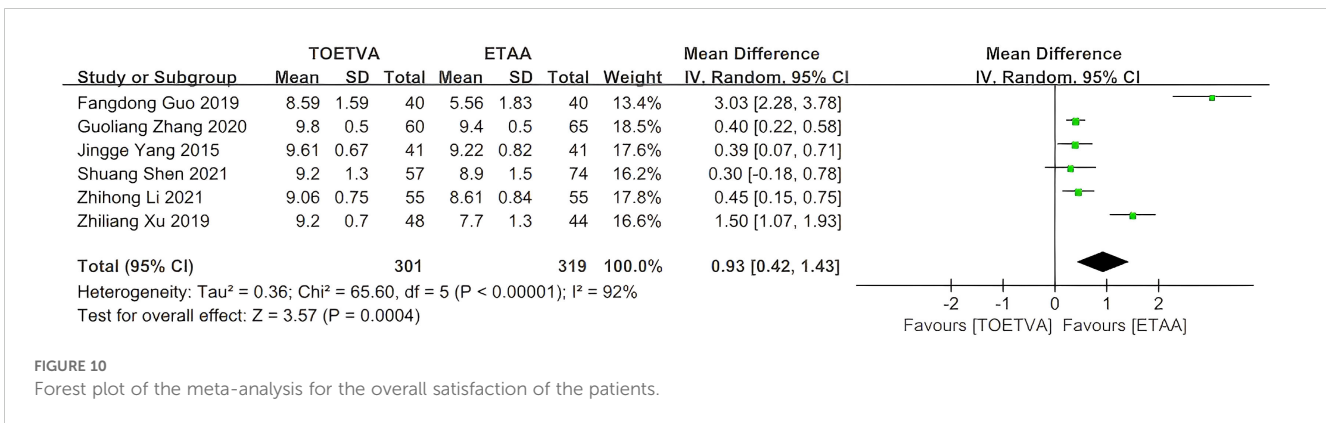 TOETVA ETAA Mean Difference Mean Difference
Study or Subgroup Mean SD Total Mean SD Total Weight IV, Random, 95% CI IV, Random, 95% CI
Fangdong Guo 2019 8.59 1.59 40 5.56 1.83 40 13.4% 3.03 [2.28, 3.78]
Guoliang Zhang 2020 9.8 0.5 60 9.4 0.5 65 18.5% 0.40 [0.22, 0.58]
Jingge Yang 2015 9.61 0.67 41 9.22 0.82 41 17.6% 0.39 [0.07, 0.71]
Shuang Shen 2021 9.2 1.3 57 8.9 1.5 74 16.2% 0.30 [-0.18, 0.78]
Zhihong Li 2021 9.06 0.75 55 8.61 0.84 55 17.8% 0.45 [0.15, 0.75]
Zhiliang Xu 2019 9.2 0.7 48 7.7 1.3 44 16.6% 1.50 [1.07, 1.93]
Total (95% CI) 301 319 100.0% 0.93 [0.42, 1.43]
Heterogeneity: Tau² = 0.36; Chi² = 65.60, df = 5 (P < 0.00001); I² = 92%
Test for overall effect: Z = 3.57 (P = 0.0004)
-2 -1 0 1 2
Favours [TOETVA] Favours [ETAA]
FIGURE 10
Forest plot of the meta-analysis for the overall satisfaction of the patients.